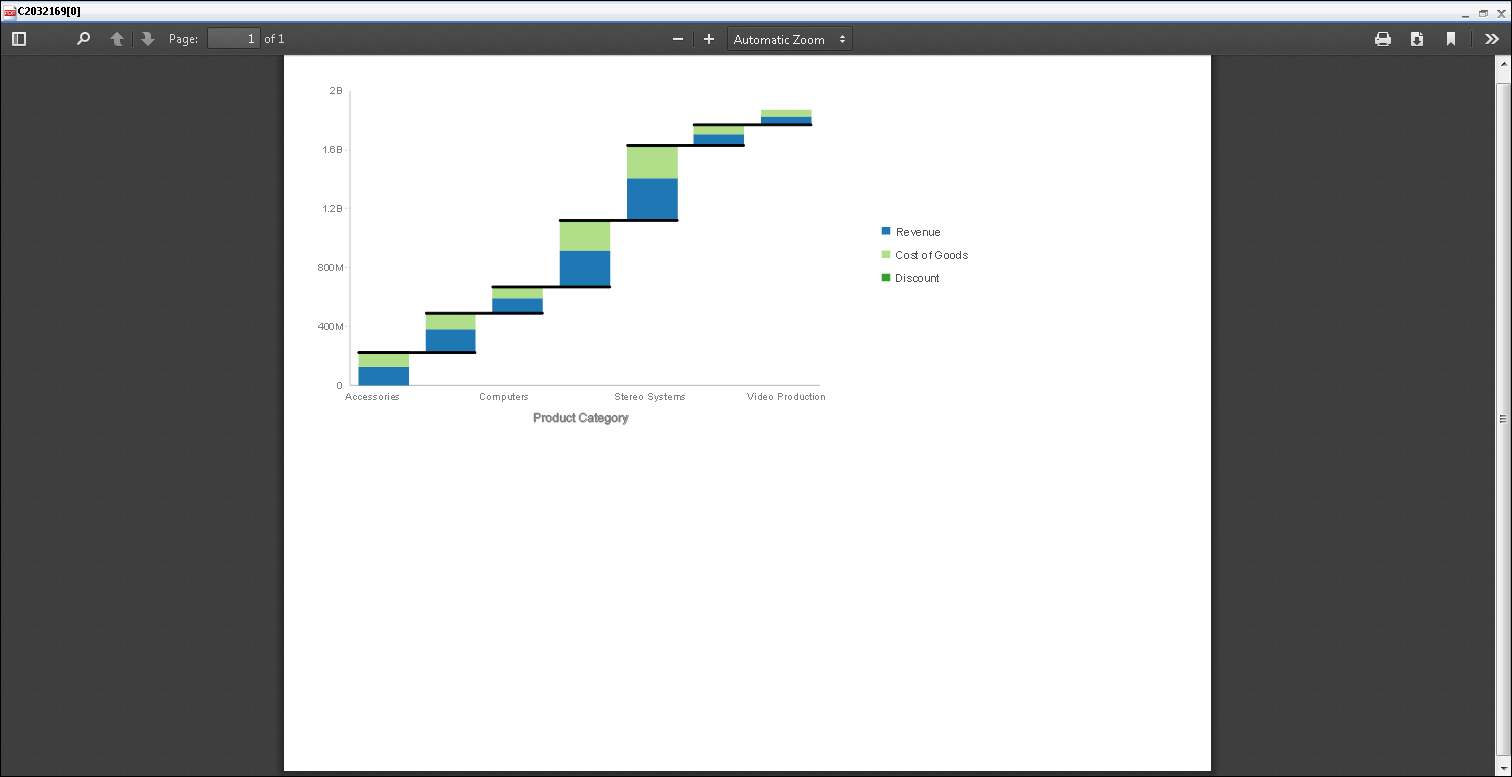 C2032169[0]
Page: 1 of 1
Automatic Zoom
2B
1.6B
1.2B
800M
400M
0
Accessories Computers Stereo Systems Video Production
Product Category
Revenue
Cost of Goods
Discount